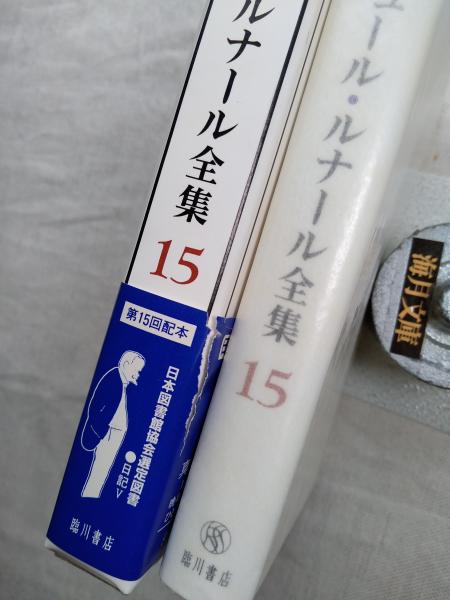 ルナール全集
15
第15回配本
日本図書館協会選定図書
●日記Ⅴ
臨川書店
ール・ルナール全集
15
臨川書店
海月文庫